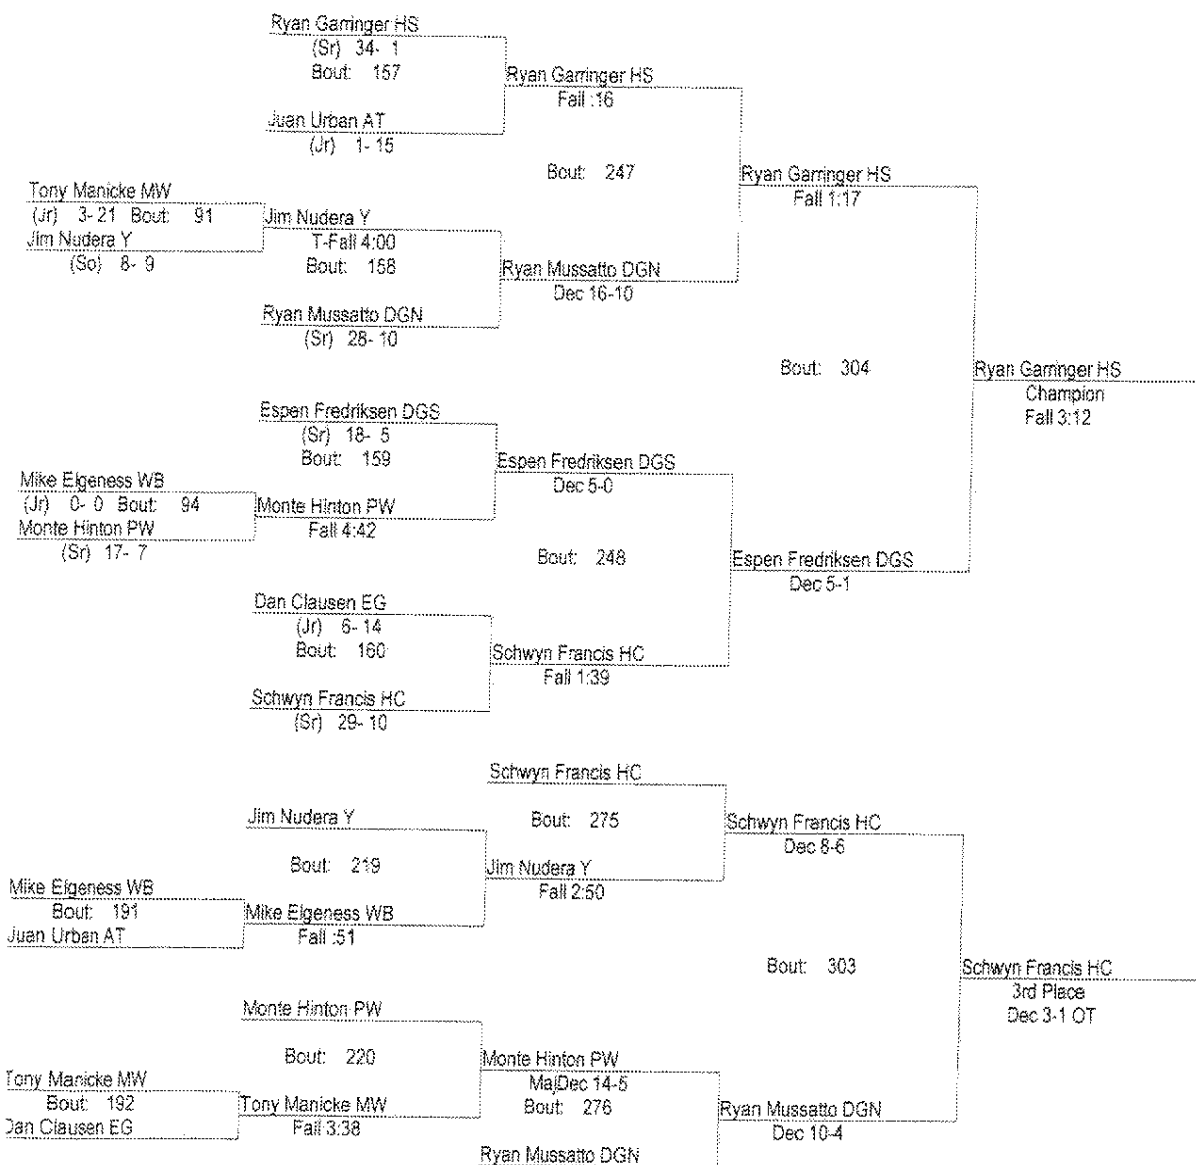 Ryan Garringer HS
(Sr) 34- 1
Bout: 157
Ryan Garringer HS
Fall :16
Juan Urban AT
(Jr) 1- 15
Bout: 247
Ryan Garringer HS
Fall 1:17
Tony Manicke MW
(Jr) 3- 21 Bout: 91
Jim Nudera Y
(So) 8- 9
Jim Nudera Y
T-Fall 4:00
Bout: 158
Ryan Mussatto DGN
Dec 16-10
Ryan Mussatto DGN
(Sr) 28- 10
Bout: 304
Ryan Garringer HS
Champion
Fall 3:12
Espen Fredriksen DGS
(Sr) 18- 5
Bout: 159
Espen Fredriksen DGS
Dec 5-0
Mike Elgeness WB
(Jr) 0- 0 Bout: 94
Monte Hinton PW
(Sr) 17- 7
Monte Hinton PW
Fall 4:42
Bout: 248
Espen Fredriksen DGS
Dec 5-1
Dan Clausen EG
(Jr) 6- 14
Bout: 160
Schwyn Francis HC
Fall 1:39
Schwyn Francis HC
(Sr) 29- 10
Schwyn Francis HC
Bout: 275
Schwyn Francis HC
Dec 8-6
Jim Nudera Y
Bout: 219
Jim Nudera Y
Fall 2:50
Mike Elgeness WB
Bout: 191
Juan Urban AT
Mike Elgeness WB
Fall :51
Bout: 303
Schwyn Francis HC
3rd Place
Dec 3-1 OT
Monte Hinton PW
Bout: 220
Monte Hinton PW
MajDec 14-5
Bout: 276
Tony Manicke MW
Bout: 192
Dan Clausen EG
Tony Manicke MW
Fall 3:38
Ryan Mussatto DGN
Dec 10-4
Ryan Mussatto DGN